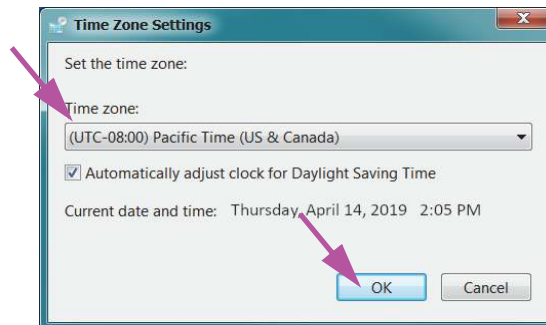 Time Zone Settings
Set the time zone:
Time zone:
(UTC-08:00) Pacific Time (US & Canada)
Automatically adjust clock for Daylight Saving Time
Current date and time: Thursday, April 14, 2019 2:05 PM
OK Cancel